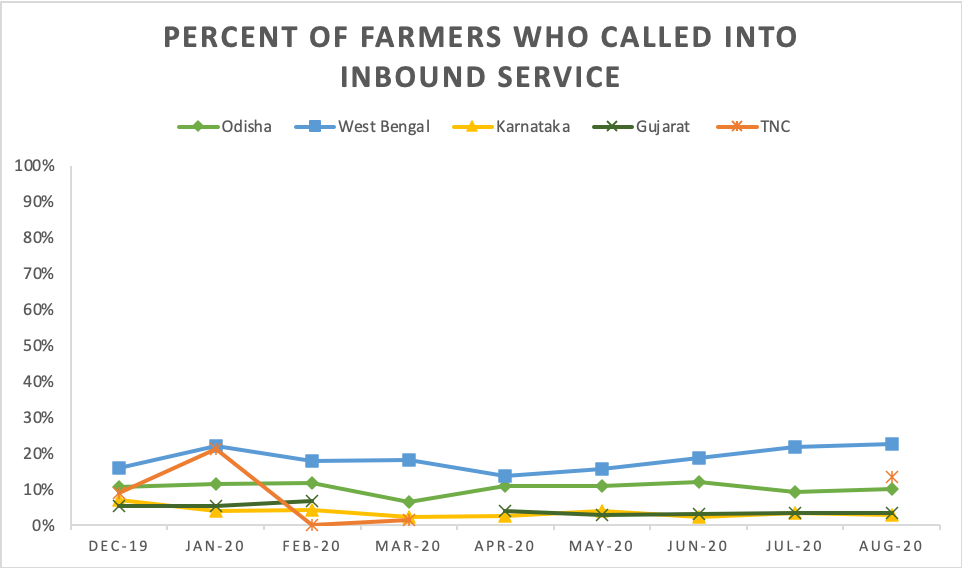 PERCENT OF FARMERS WHO CALLED INTO
INBOUND SERVICE
Odisha West Bengal Karnataka Gujarat TNC
100%
90%
80%
70%
60%
50%
40%
30%
20%
10%
0%
DEC-19 JAN-20 FEB-20 MAR-20 APR-20 MAY-20 JUN-20 JUL-20 AUG-20